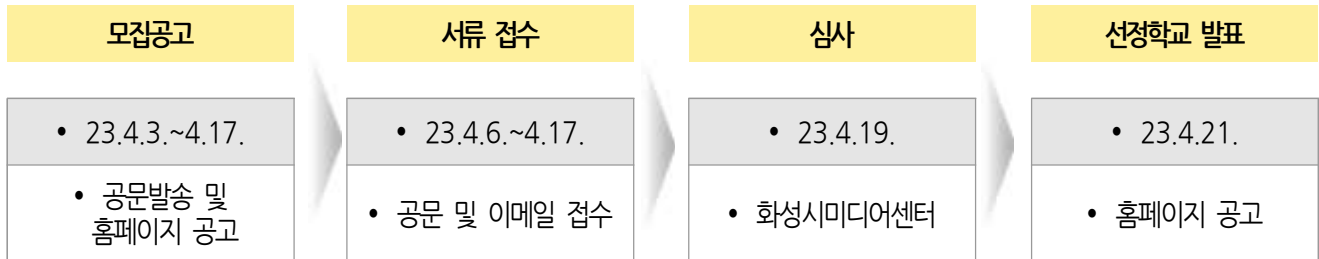 모집공고
• 23.4.3.~4.17.
• 공문발송 및
홈페이지 공고
서류 접수
• 23.4.6.~4.17.
• 공문 및 이메일 접수
심사
• 23.4.19.
• 화성시미디어센터
선정학교 발표
• 23.4.21.
• 홈페이지 공고